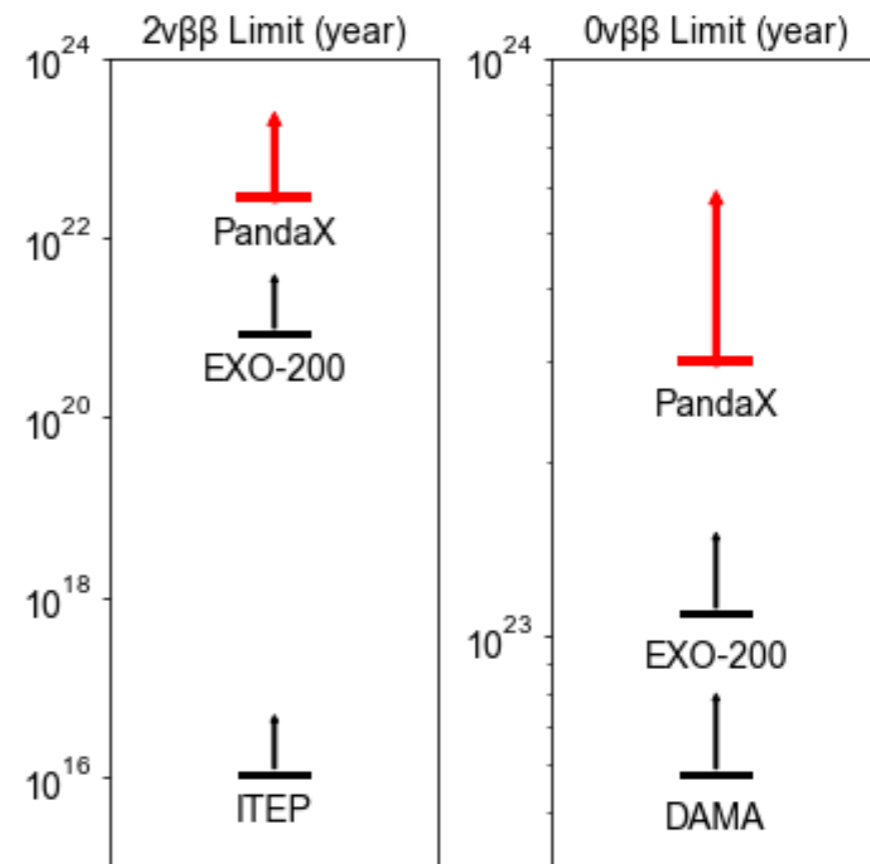 2νββ Limit (year)
10^24
10^22
10^20
10^18
10^16
PandaX
EXO-200
ITEP
0νββ Limit (year)
10^24
10^23
PandaX
EXO-200
DAMA